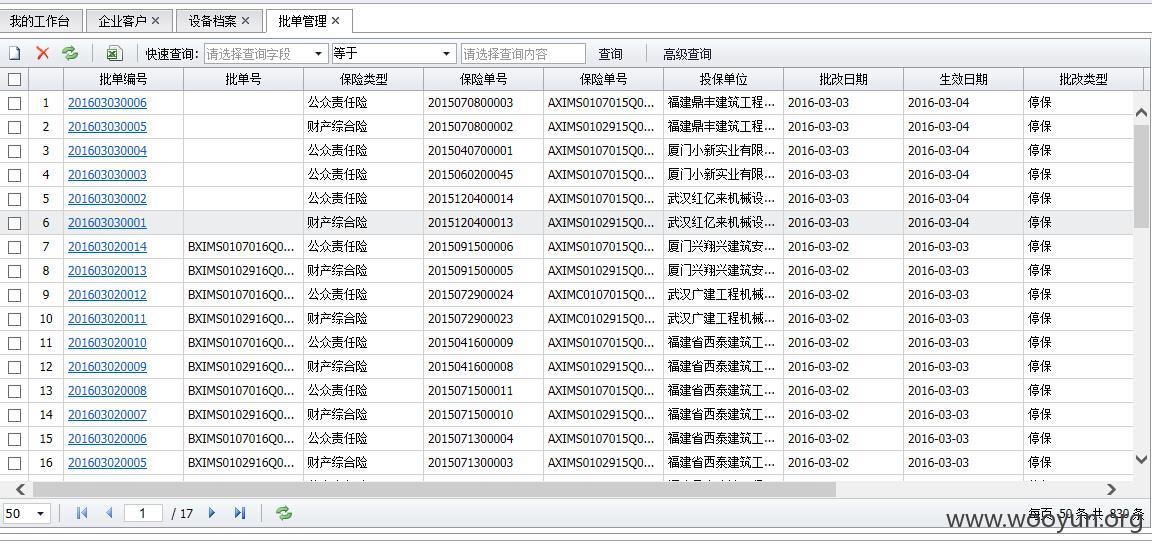 我的工作台 企业客户 × 设备档案 × 批单管理 ×
快速查询: 请选择查询字段 等于 请选择查询内容 查询 高级查询
批单编号 批单号 保险类型 保险单号 保险单号 投保单位 批改日期 生效日期 批改类型
1 201603030006 公众责任险 2015070800003 AXIMS0107015Q0... 福建鼎丰建筑工程... 2016-03-03 2016-03-04 停保
2 201603030005 财产综合险 2015070800002 AXIMS0102915Q0... 福建鼎丰建筑工程... 2016-03-03 2016-03-04 停保
3 201603030004 公众责任险 2015040700001 AXIMS0107015Q0... 厦门小新实业有限... 2016-03-03 2016-03-04 停保
4 201603030003 公众责任险 2015060200045 AXIMS0107015Q0... 厦门小新实业有限... 2016-03-03 2016-03-04 停保
5 201603030002 公众责任险 2015120400014 AXIMS0107015Q0... 武汉红亿来机械设... 2016-03-03 2016-03-04 停保
6 201603030001 财产综合险 2015120400013 AXIMS0102915Q0... 武汉红亿来机械设... 2016-03-03 2016-03-04 停保
7 201603020014 BXIMS0107016Q0... 公众责任险 2015091500006 AXIMS0107015Q0... 厦门兴翔兴建筑安... 2016-03-02 2016-03-03 停保
8 201603020013 BXIMS0102916Q0... 财产综合险 2015091500005 AXIMS0102915Q0... 厦门兴翔兴建筑安... 2016-03-02 2016-03-03 停保
9 201603020012 BXIMS0107016Q0... 公众责任险 2015072900024 AXIMC0107015Q0... 武汉广建工程机械... 2016-03-02 2016-03-03 停保
10 201603020011 BXIMS0102916Q0... 财产综合险 2015072900023 AXIMC0102915Q0... 武汉广建工程机械... 2016-03-02 2016-03-03 停保
11 201603020010 BXIMS0107016Q0... 公众责任险 2015041600009 AXIMS0107015Q0... 福建省西泰建筑工... 2016-03-02 2016-03-03 停保
12 201603020009 BXIMS0102916Q0... 财产综合险 2015041600008 AXIMS0102915Q0... 福建省西泰建筑工... 2016-03-02 2016-03-03 停保
13 201603020008 BXIMS0107016Q0... 公众责任险 2015071500011 AXIMS0107015Q0... 福建省西泰建筑工... 2016-03-02 2016-03-03 停保
14 201603020007 BXIMS0102916Q0... 财产综合险 2015071500010 AXIMS0102915Q0... 福建省西泰建筑工... 2016-03-02 2016-03-03 停保
15 201603020006 BXIMS0107016Q0... 公众责任险 2015071300004 AXIMS0107015Q0... 福建省西泰建筑工... 2016-03-02 2016-03-03 停保
16 201603020005 BXIMS0102916Q0... 财产综合险 2015071300003 AXIMS0102915Q0... 福建省西泰建筑工... 2016-03-02 2016-03-03 停保
50 1 / 17 每页 50 条 共 830 条
www.wooyun.org